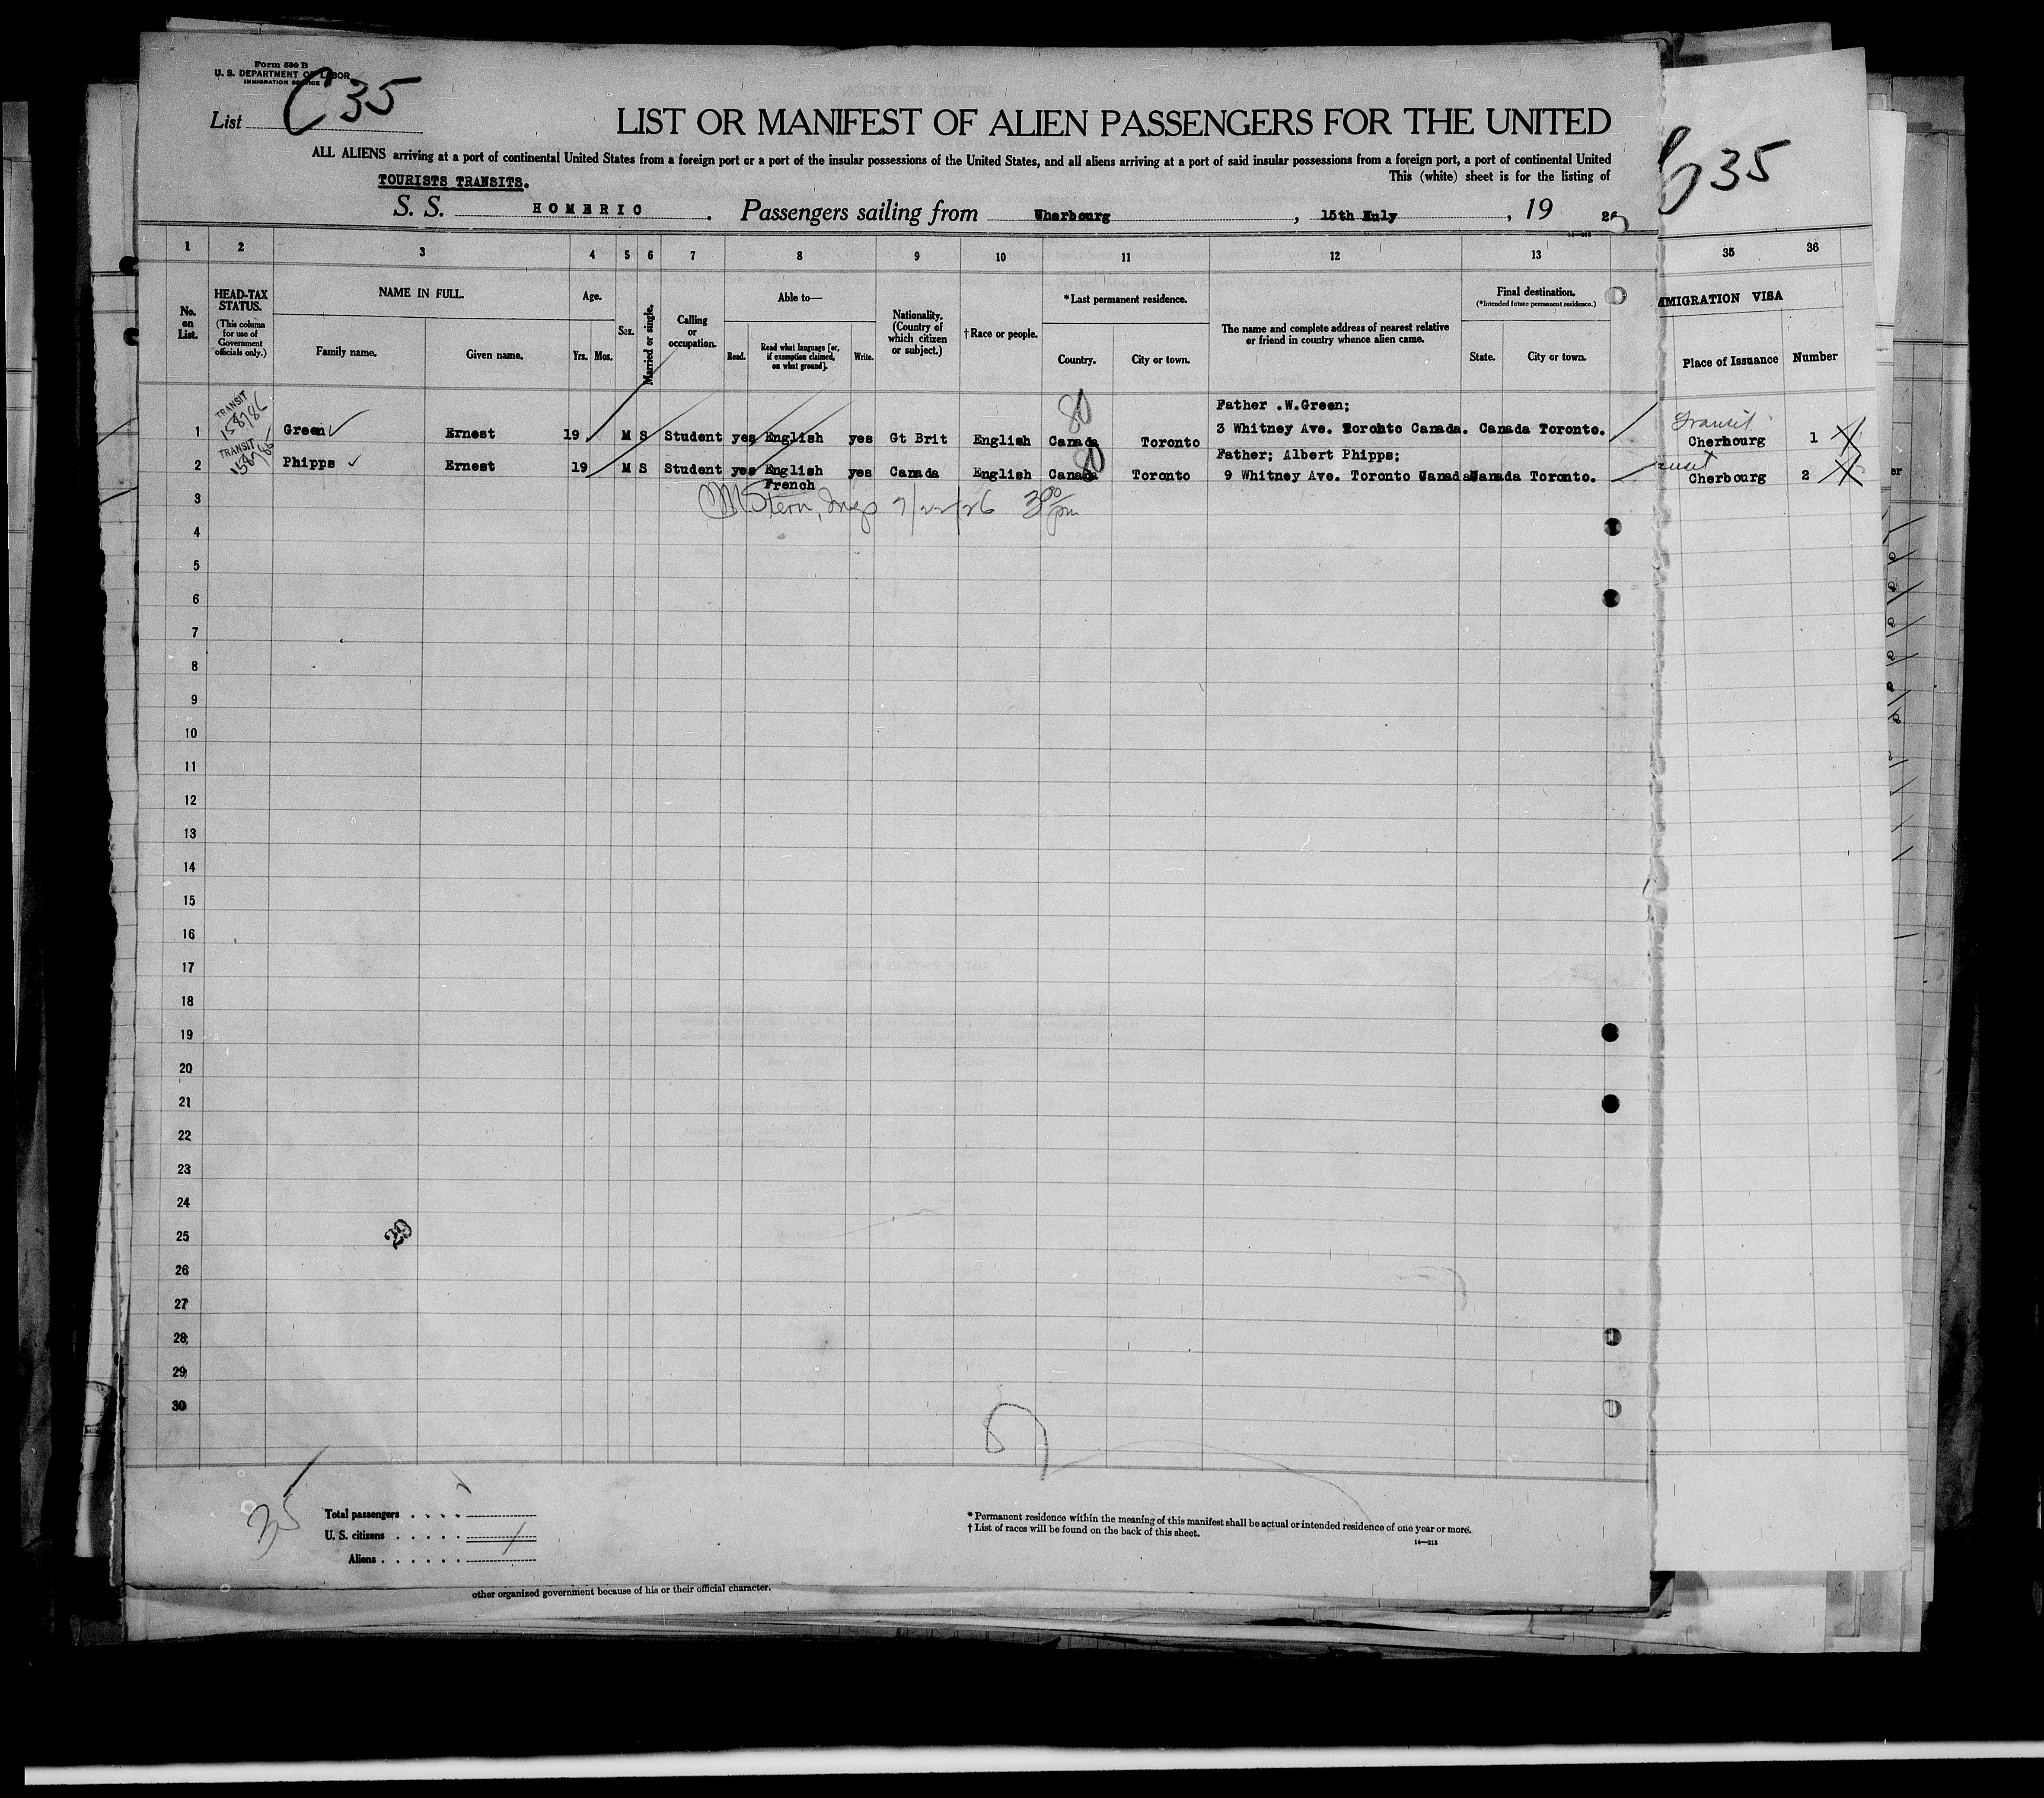 Form 500 B
U. S. DEPARTMENT OF LABOR
IMMIGRATION SERVICE
List C 35
LIST OR MANIFEST OF ALIEN PASSENGERS FOR THE UNITED
ALL ALIENS arriving at a port of continental United States from a foreign port or a port of the insular possessions of the United States, and all aliens arriving at a port of said insular possessions from a foreign port, a port of continental United
This (white) sheet is for the listing of
TOURISTS TRANSITS.
S. S. HOMERIC . Passengers sailing from Cherbourg , 15th July , 19 26
35
1 2 3 4 5 6 7 8 9 10 11 12 13 35 36
No. on List.
HEAD-TAX STATUS.
(This column for use of Government officials only.)
NAME IN FULL.
Family name. Given name.
Age.
Yrs. Mos.
Sex.
Married or single.
Calling or occupation.
Able to—
Read. Read what language [or, if exemption claimed, on what ground]. Write.
Nationality. (Country of which citizen or subject.)
†Race or people.
*Last permanent residence.
Country. City or town.
The name and complete address of nearest relative or friend in country whence alien came.
Final destination.
(*Intended future permanent residence.)
State. City or town.
IMMIGRATION VISA
Place of Issuance Number
Father .W.Green;
1 TRANSIT 158786 Green Ernest 19 M S Student yes English yes Gt Brit English Canada 80 Toronto 3 Whitney Ave. Toronto Canada. Canada Toronto. Transit Cherbourg 1
Father; Albert Phipps;
2 TRANSIT Phipps Ernest 19 M S Student yes English yes Canada English Canada 80 Toronto 9 Whitney Ave. Toronto Canada Canada Toronto. Cherbourg 2
French
3 Stern, Insp 7/22/26 3 00 pm
4
5
6
7
8
9
10
11
12
13
14
15
16
17
18
19
20
21
22
23
24
25
29
26
27
28
29
30
35
Total passengers . . . .
U. S. citizens . . . . .
Aliens . . . . . .
* Permanent residence within the meaning of this manifest shall be actual or intended residence of one year or more.
† List of races will be found on the back of this sheet.
14—213
other organized government because of his or their official character.